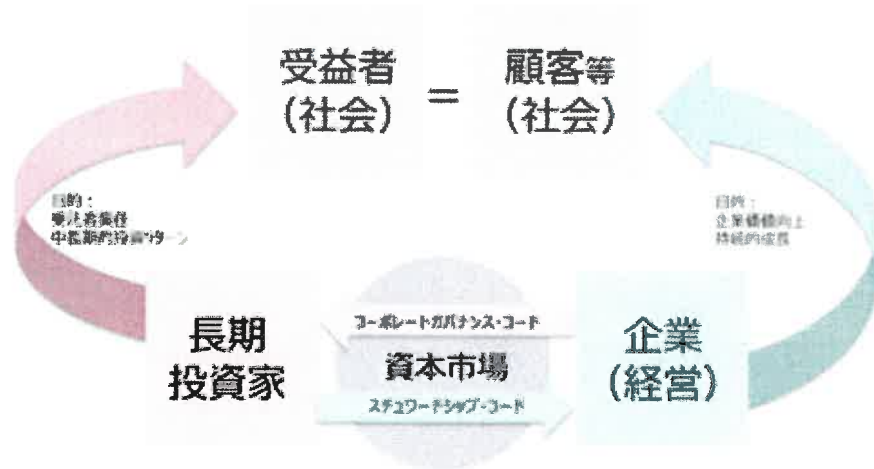 受益者
(社会)
=
顧客等
(社会)
目的:
受託者責任
中長期的投資リターン
目的:
企業価値向上
持続的成長
長期
投資家
コーポレートガバナンス・コード
資本市場
スチュワードシップ・コード
企業
(経営)